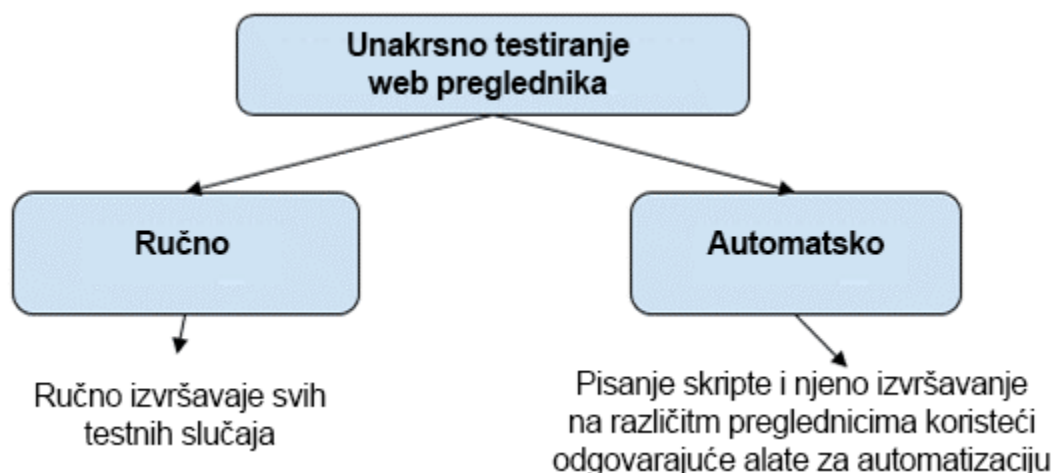 Unakrsno testiranje
web preglednika
Ručno
Automatsko
Ručno izvršavaje svih
testnih slučaja
Pisanje skripte i njeno izvršavanje
na različitm preglednicima koristeći
odgovarajuće alate za automatizaciju